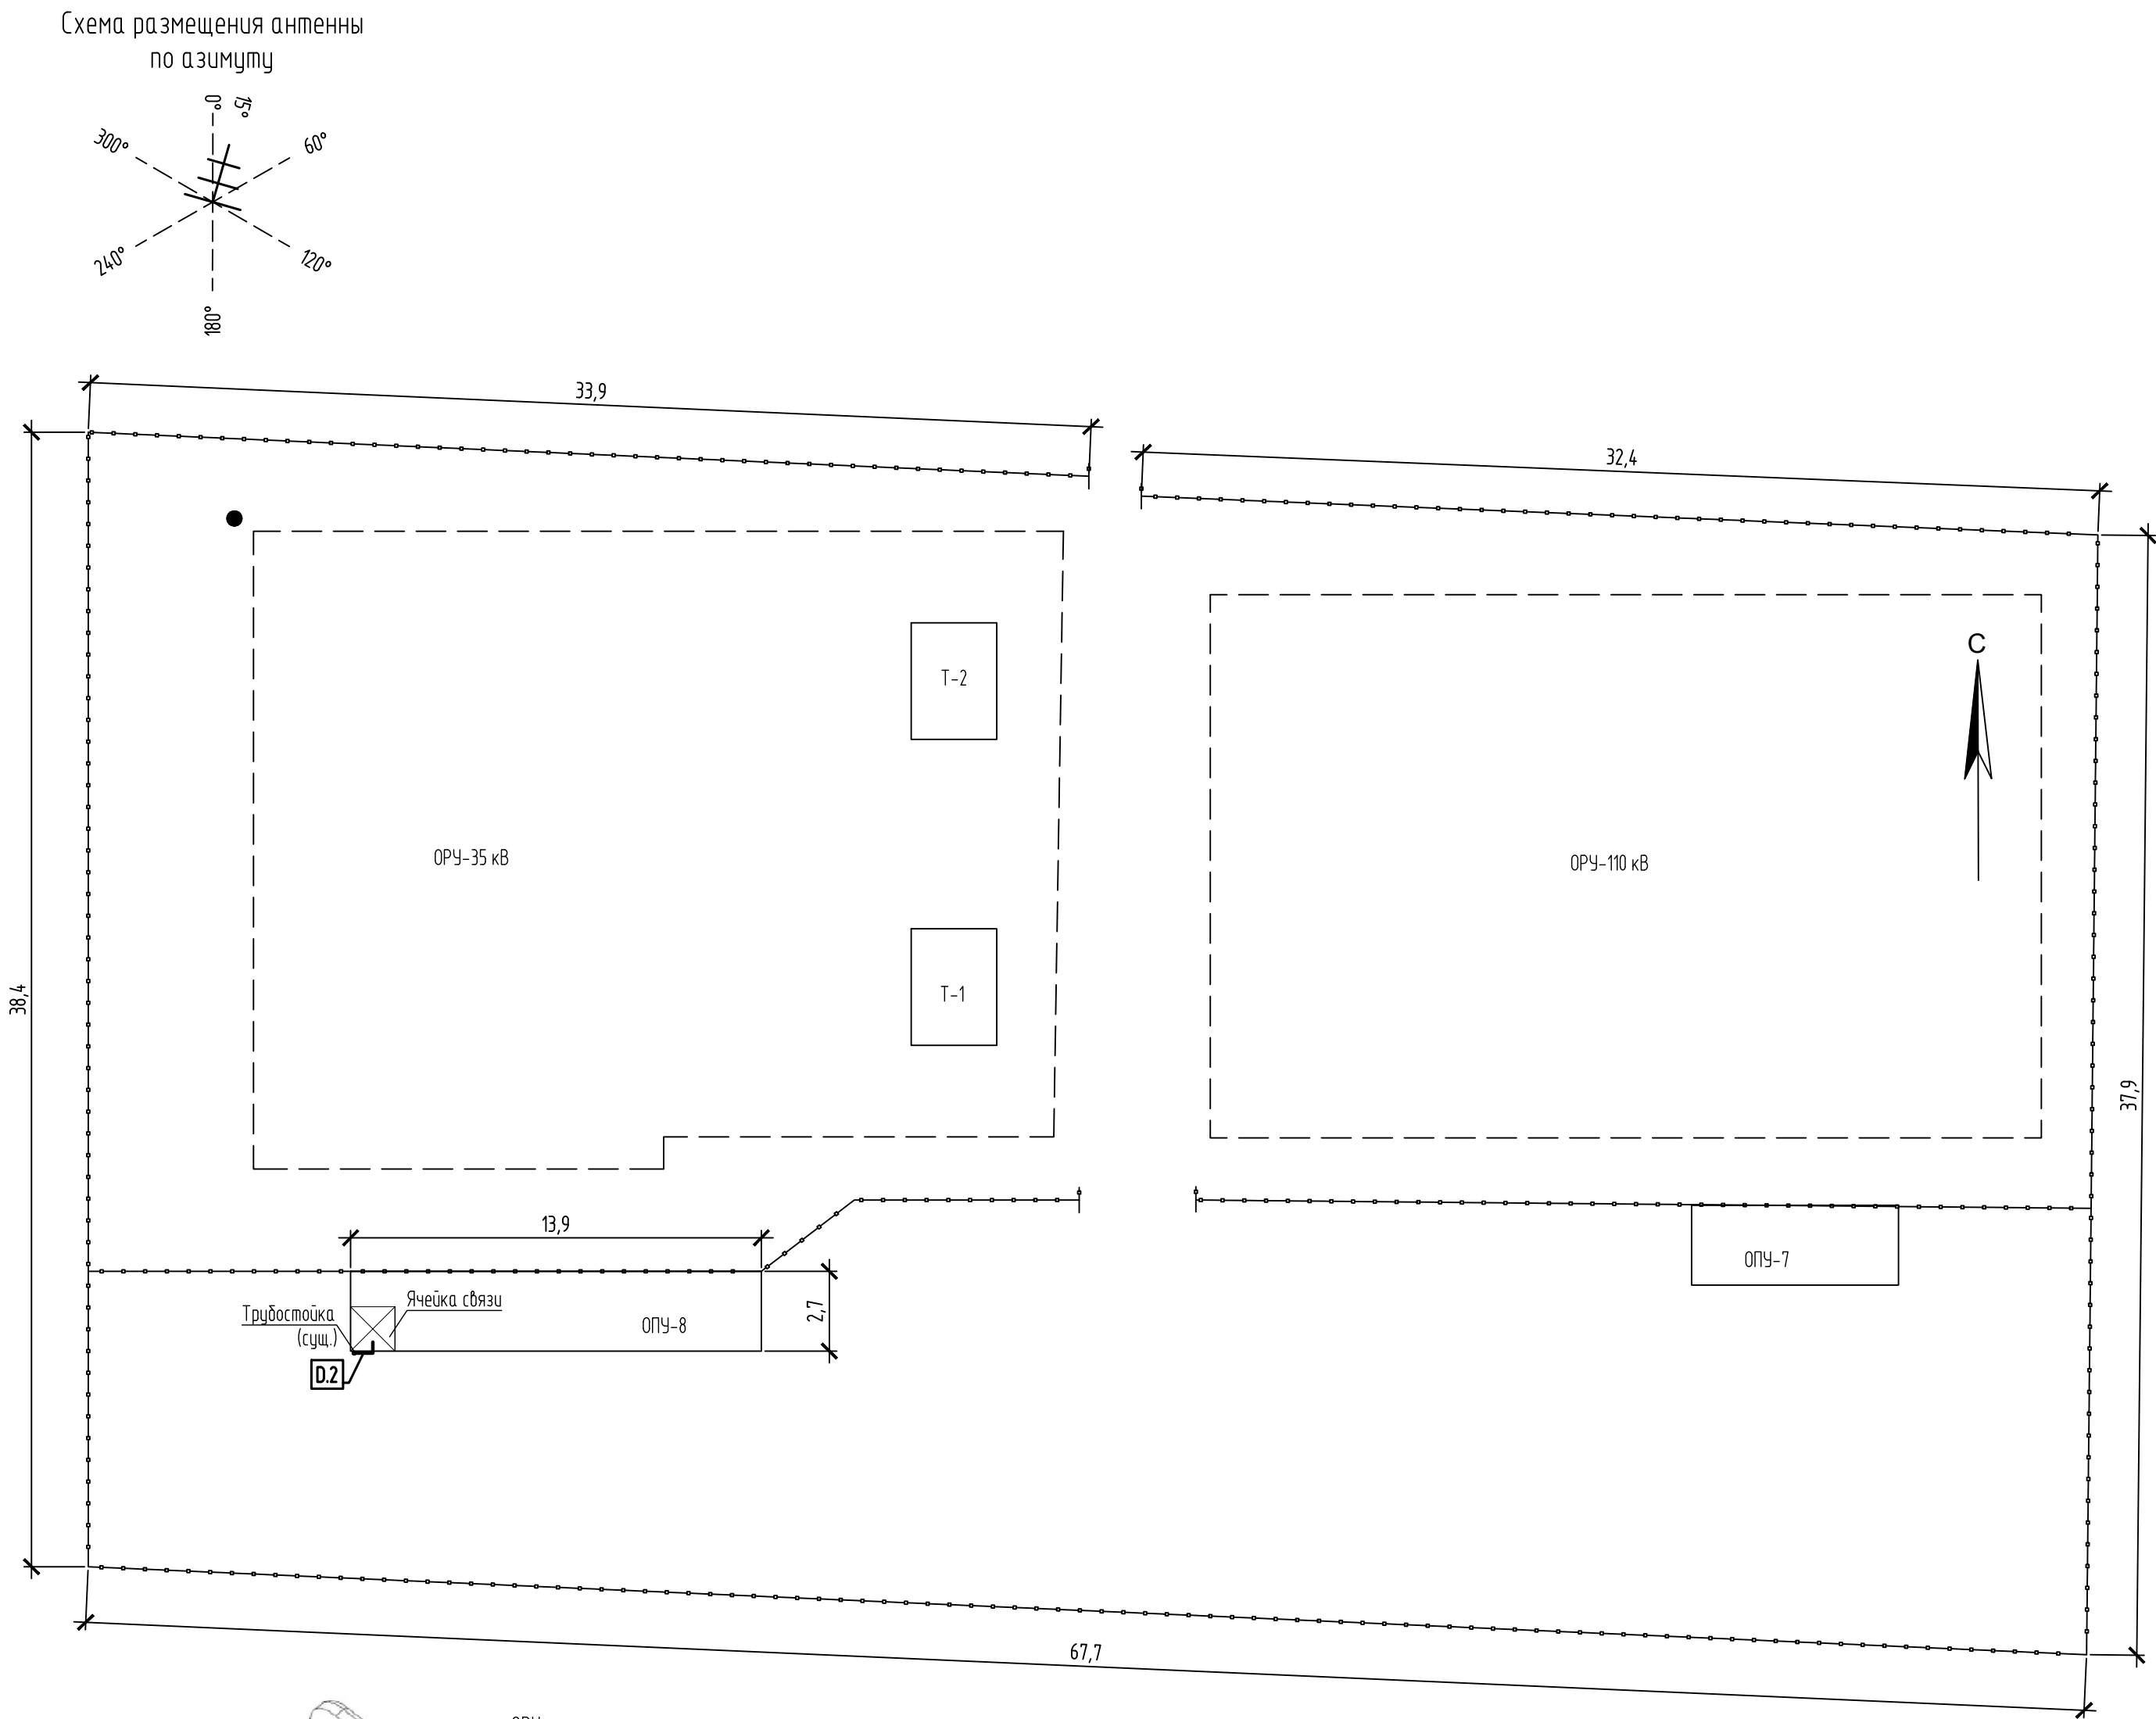 Схема размещения антенны
по азимуту
0°
15°
300°
60°
240°
120°
180°
33,9
32,4
Т-2
С
ОРУ-35 кВ
ОРУ-110 кВ
Т-1
38,4
37,9
13,9
ОПУ-7
Ячейка связи
Трубостойка
(сущ.)
ОПУ-8
2,7
D.2
67,7